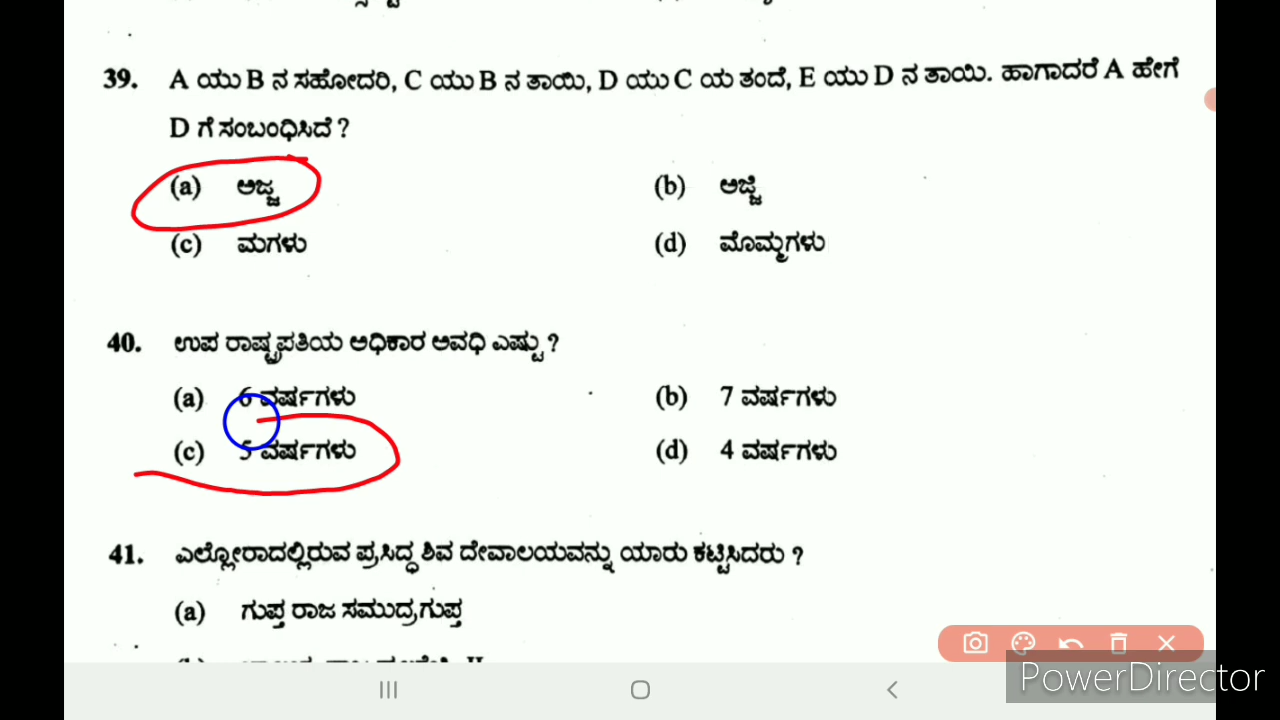 39. A ಯು B ನ ಸಹೋದರಿ, C ಯು B ನ ತಾಯಿ, D ಯು C ಯ ತಂದೆ, E ಯು D ನ ತಾಯಿ. ಹಾಗಾದರೆ A ಹೇಗೆ
D ಗೆ ಸಂಬಂಧಿಸಿದೆ ?
(a) ಅಜ್ಜ (b) ಅಜ್ಜಿ
(c) ಮಗಳು (d) ಮೊಮ್ಮಗಳು
40. ಉಪ ರಾಷ್ಟ್ರಪತಿಯ ಅಧಿಕಾರ ಅವಧಿ ಎಷ್ಟು ?
(a) 6 ವರ್ಷಗಳು (b) 7 ವರ್ಷಗಳು
(c) 5 ವರ್ಷಗಳು (d) 4 ವರ್ಷಗಳು
41. ಎಲ್ಲೋರಾದಲ್ಲಿರುವ ಪ್ರಸಿದ್ಧ ಶಿವ ದೇವಾಲಯವನ್ನು ಯಾರು ಕಟ್ಟಿಸಿದರು ?
(a) ಗುಪ್ತ ರಾಜ ಸಮುದ್ರಗುಪ್ತ
PowerDirector